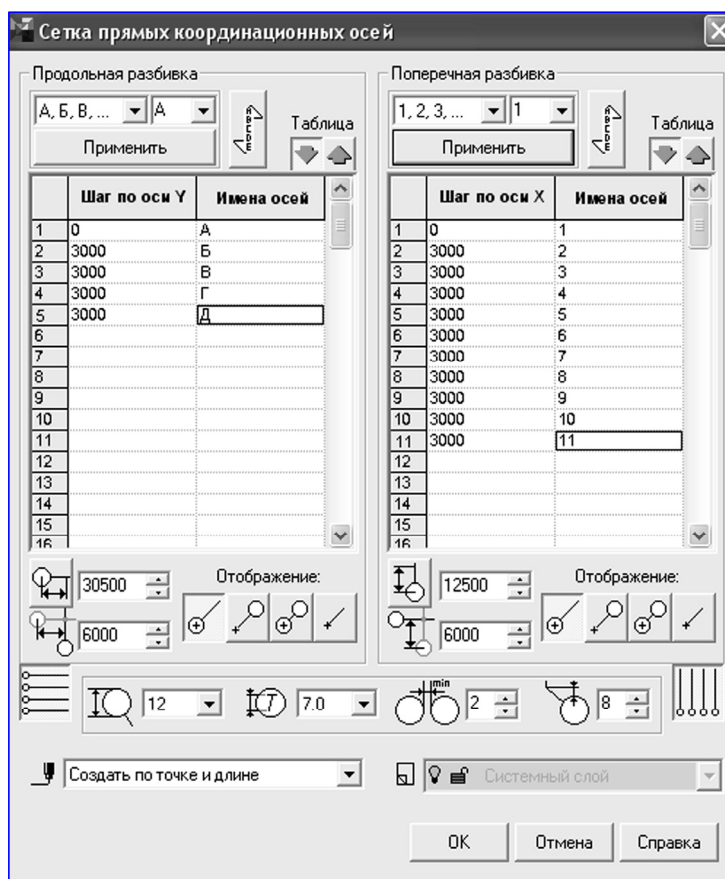 Сетка прямых координационных осей
Продольная разбивка
А, Б, В, ... А
Применить
A B C D E
Таблица
Шаг по оси Y Имена осей
1 0 А
2 3000 Б
3 3000 В
4 3000 Г
5 3000 Д
6
7
8
9
10
11
12
13
14
15
16
30500
6000
Отображение:
Поперечная разбивка
1, 2, 3, ... 1
Применить
A B C D E
Таблица
Шаг по оси X Имена осей
1 0 1
2 3000 2
3 3000 3
4 3000 4
5 3000 5
6 3000 6
7 3000 7
8 3000 8
9 3000 9
10 3000 10
11 3000 11
12
13
14
15
16
12500
6000
Отображение:
12 T 7.0 min 2 8
Создать по точке и длине
Системный слой
ОК Отмена Справка